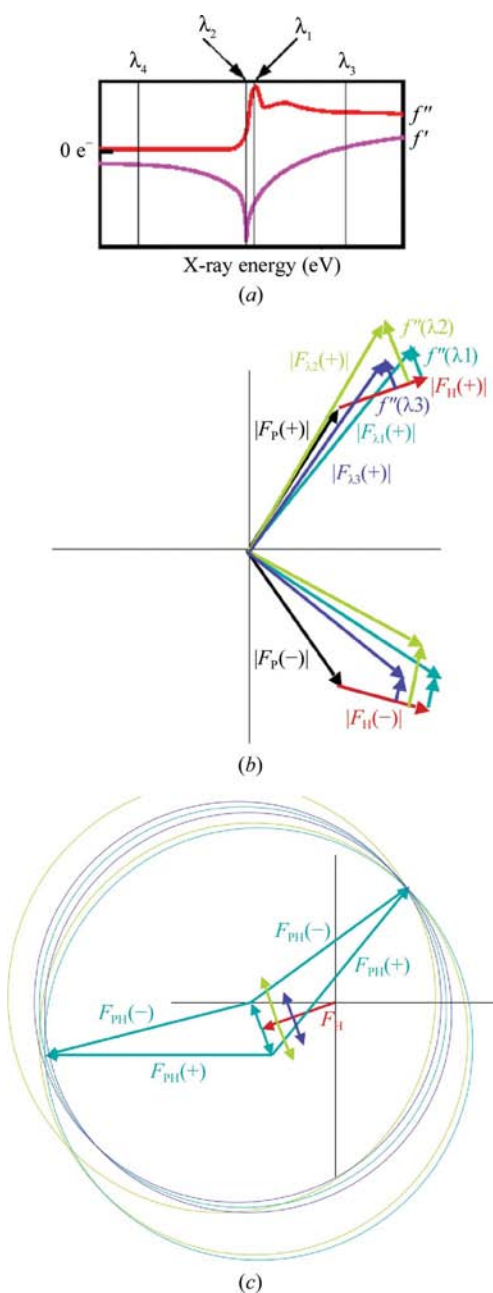 λ₂ λ₁
λ₄ λ₃
f″
0 e⁻ f′
X-ray energy (eV)
(a)
f″(λ2)
|Fλ2(+)| f″(λ1)
|FH(+)|
f″(λ3)
|FP(+)| |Fλ1(+)|
|Fλ3(+)|
|FP(−)|
|FH(−)|
(b)
FPH(−)
FPH(+)
FPH(−) FH
FPH(+)
(c)